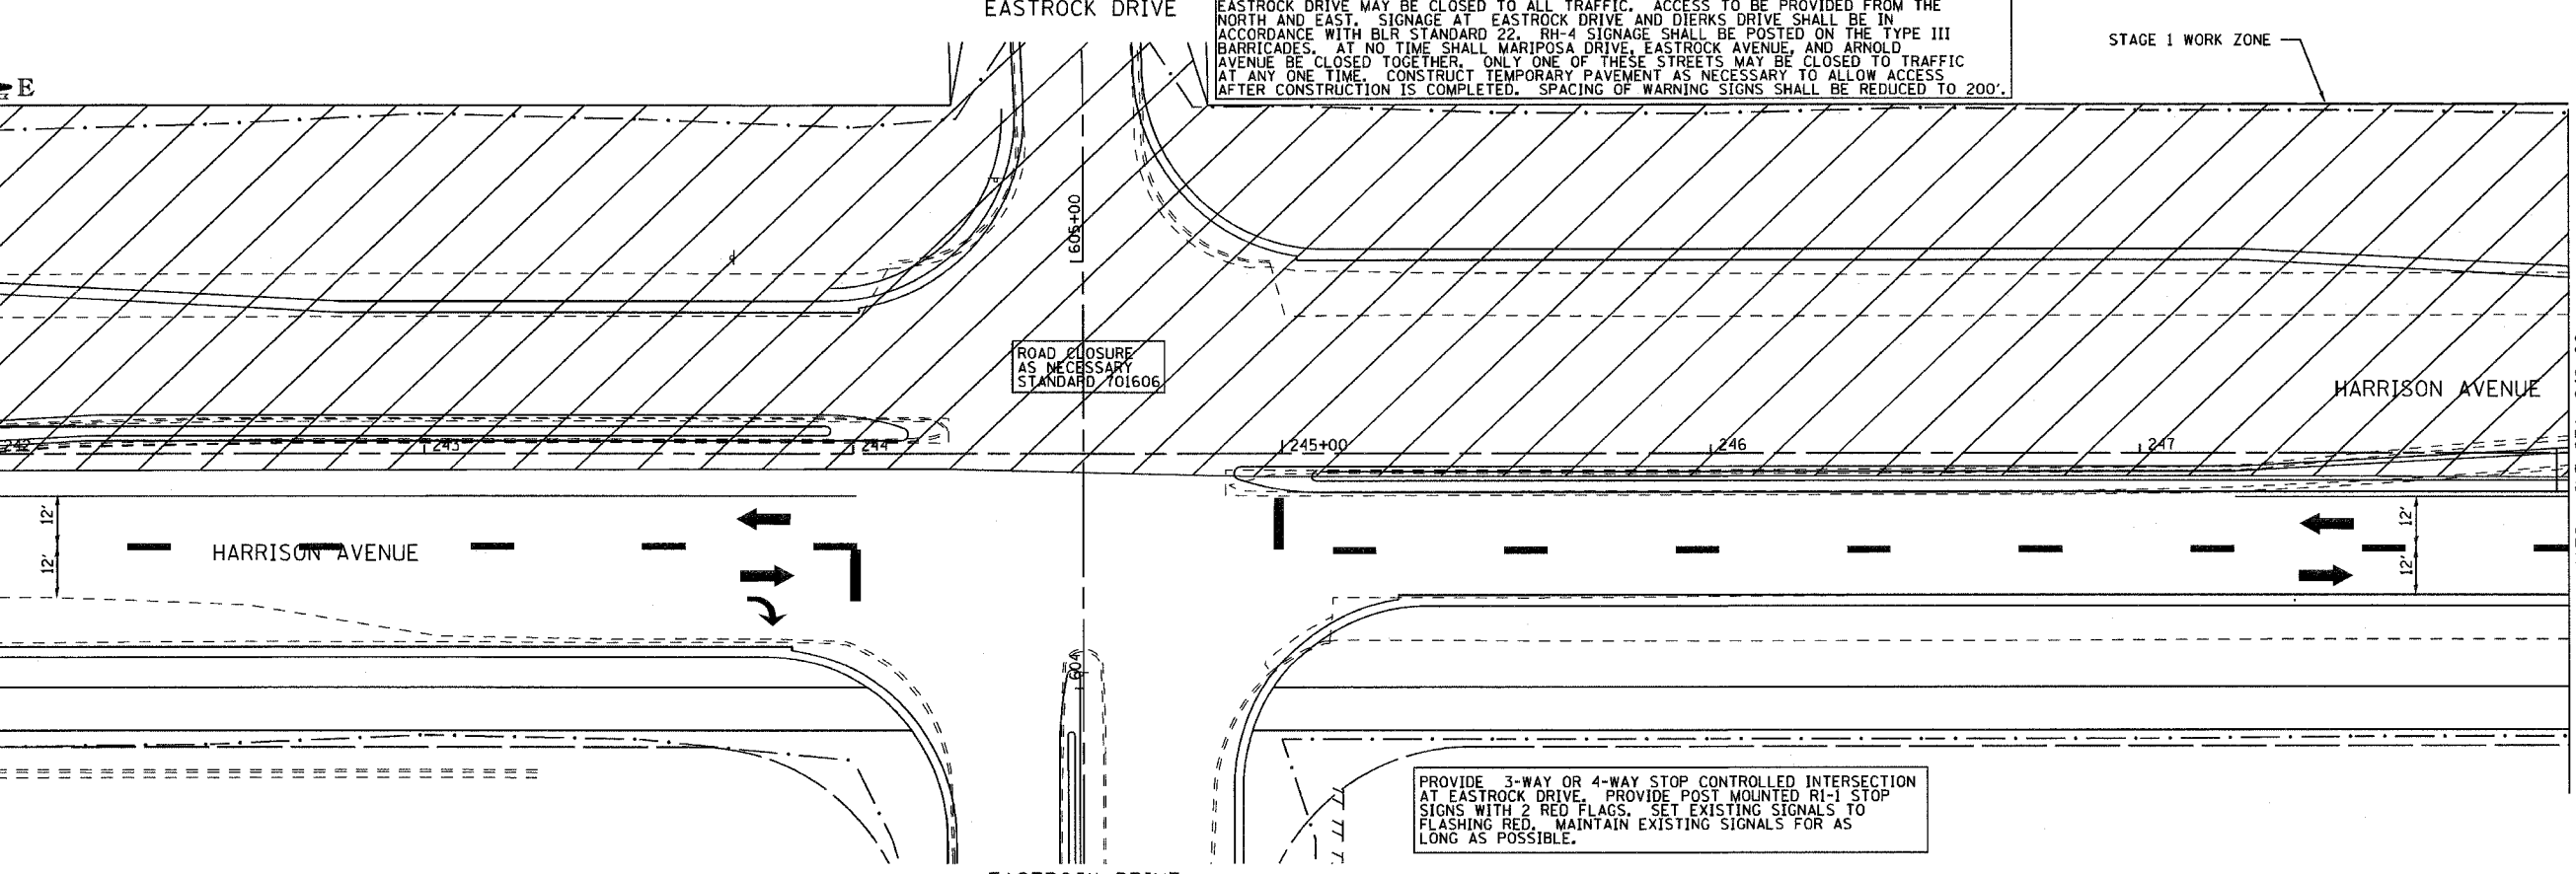 EASTROCK DRIVE
EASTROCK DRIVE MAY BE CLOSED TO ALL TRAFFIC. ACCESS TO BE PROVIDED FROM THE
NORTH AND EAST. SIGNAGE AT EASTROCK DRIVE AND DIERKS DRIVE SHALL BE IN
ACCORDANCE WITH BLR STANDARD 22. RH-4 SIGNAGE SHALL BE POSTED ON THE TYPE III
BARRICADES. AT NO TIME SHALL MARIPOSA DRIVE, EASTROCK AVENUE, AND ARNOLD
AVENUE BE CLOSED TOGETHER. ONLY ONE OF THESE STREETS MAY BE CLOSED TO TRAFFIC
AT ANY ONE TIME. CONSTRUCT TEMPORARY PAVEMENT AS NECESSARY TO ALLOW ACCESS
AFTER CONSTRUCTION IS COMPLETED. SPACING OF WARNING SIGNS SHALL BE REDUCED TO 200'.
STAGE 1 WORK ZONE
E
605+00
ROAD CLOSURE
AS NECESSARY
STANDARD 701606
HARRISON AVENUE
242
243
244
245+00
246
247
12'
12'
HARRISON AVENUE
12'
12'
604
PROVIDE 3-WAY OR 4-WAY STOP CONTROLLED INTERSECTION
AT EASTROCK DRIVE. PROVIDE POST MOUNTED R1-1 STOP
SIGNS WITH 2 RED FLAGS. SET EXISTING SIGNALS TO
FLASHING RED. MAINTAIN EXISTING SIGNALS FOR AS
LONG AS POSSIBLE.
EASTROCK DRIVE